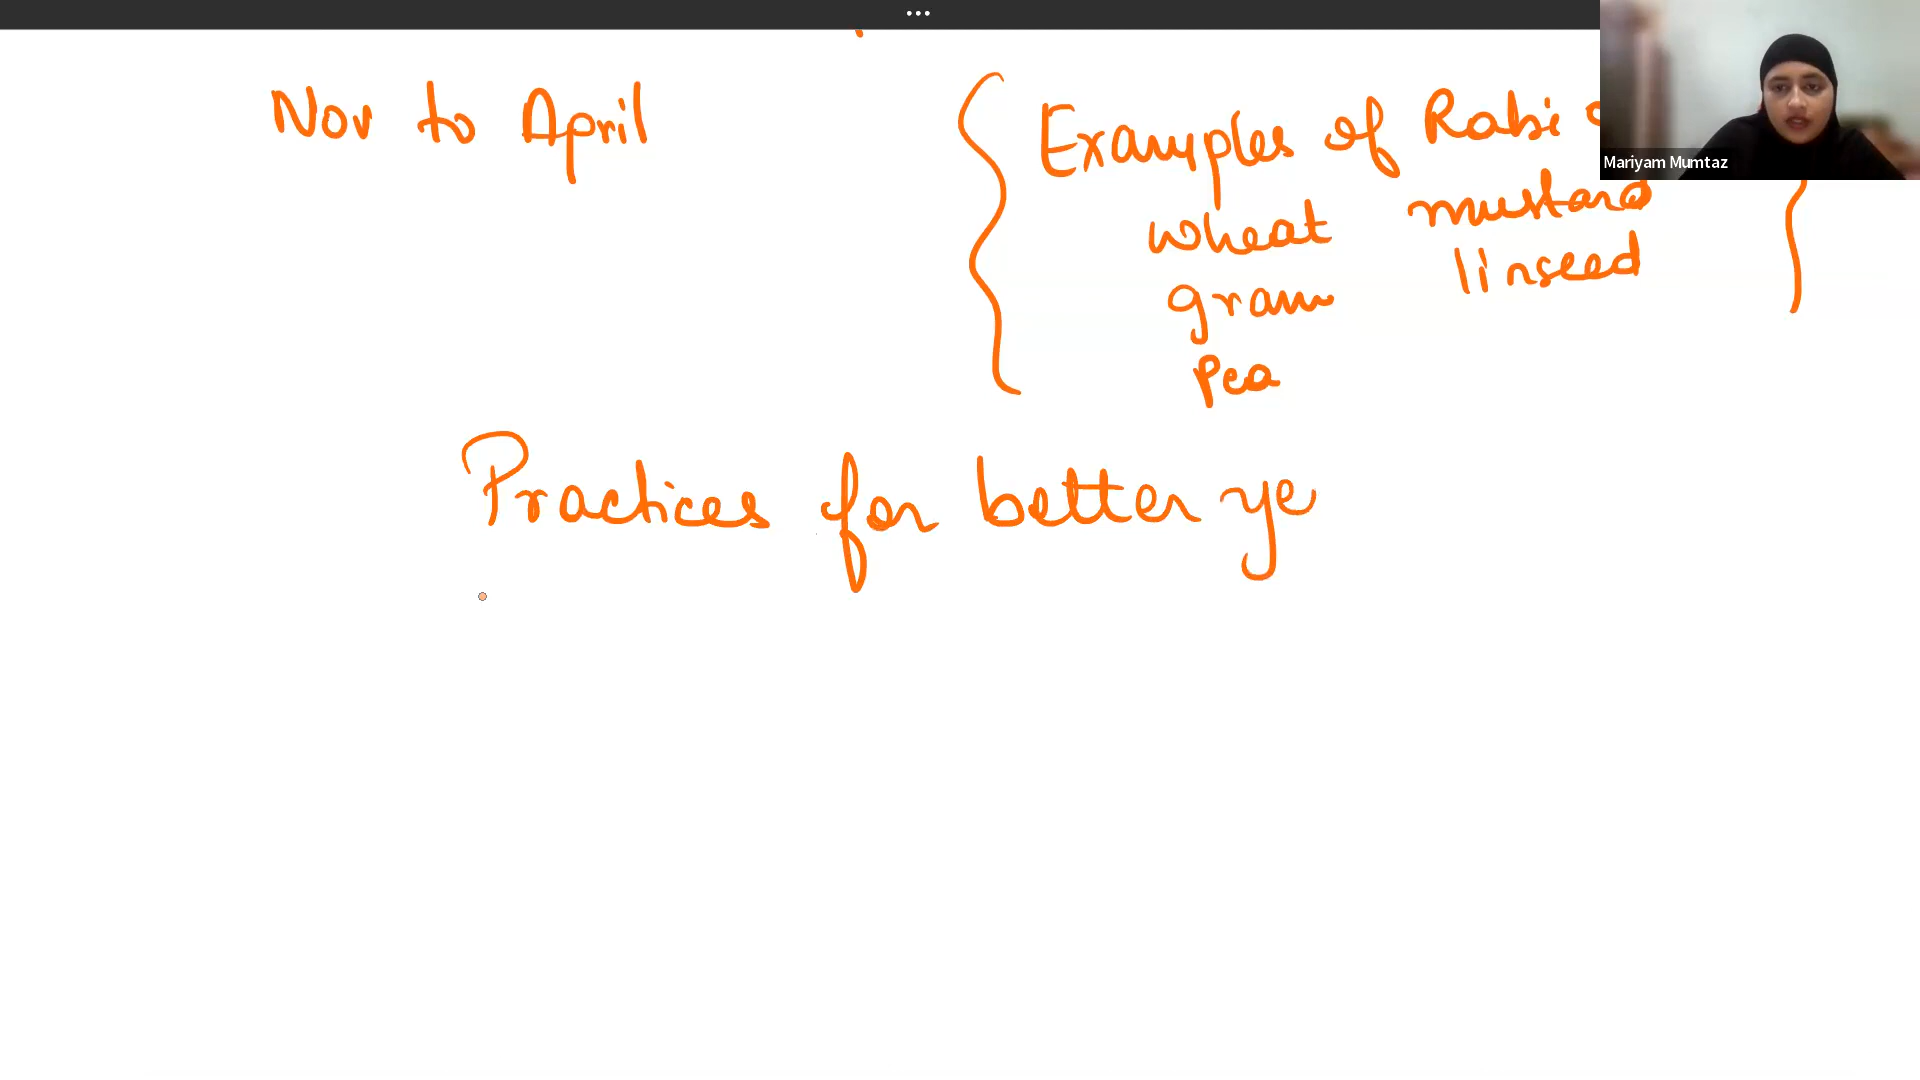 Nov to April
Examples of Rabi
wheat mustard
gram linseed
Pea
Practices for better ye
Mariyam Mumtaz